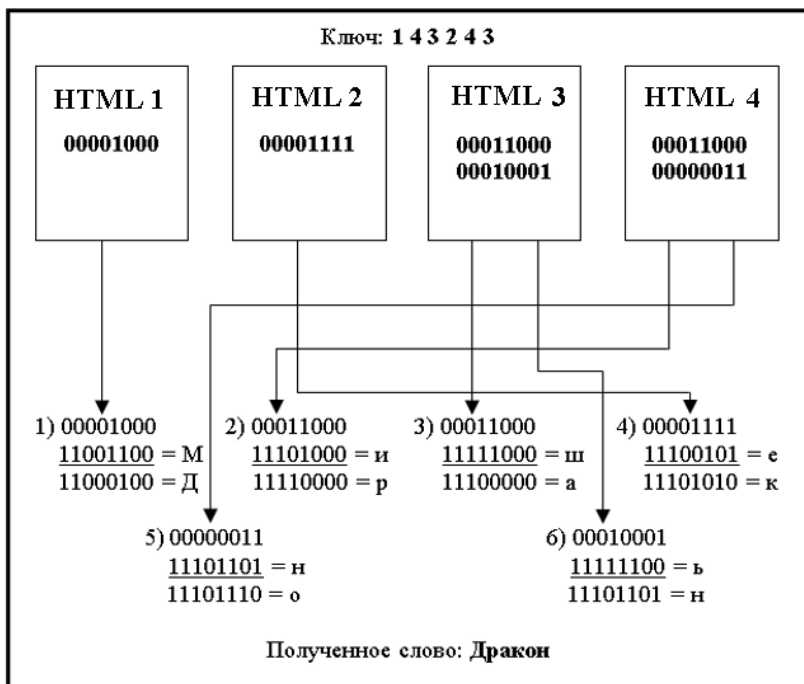 Ключ: 1 4 3 2 4 3
HTML 1
00001000
HTML 2
00001111
HTML 3
00011000
00010001
HTML 4
00011000
00000011
1) 00001000
11001100 = М
11000100 = Д
2) 00011000
11101000 = и
11110000 = р
3) 00011000
11111000 = ш
11100000 = а
4) 00001111
11100101 = е
11101010 = к
5) 00000011
11101101 = н
11101110 = о
6) 00010001
11111100 = ь
11101101 = н
Полученное слово: Дракон